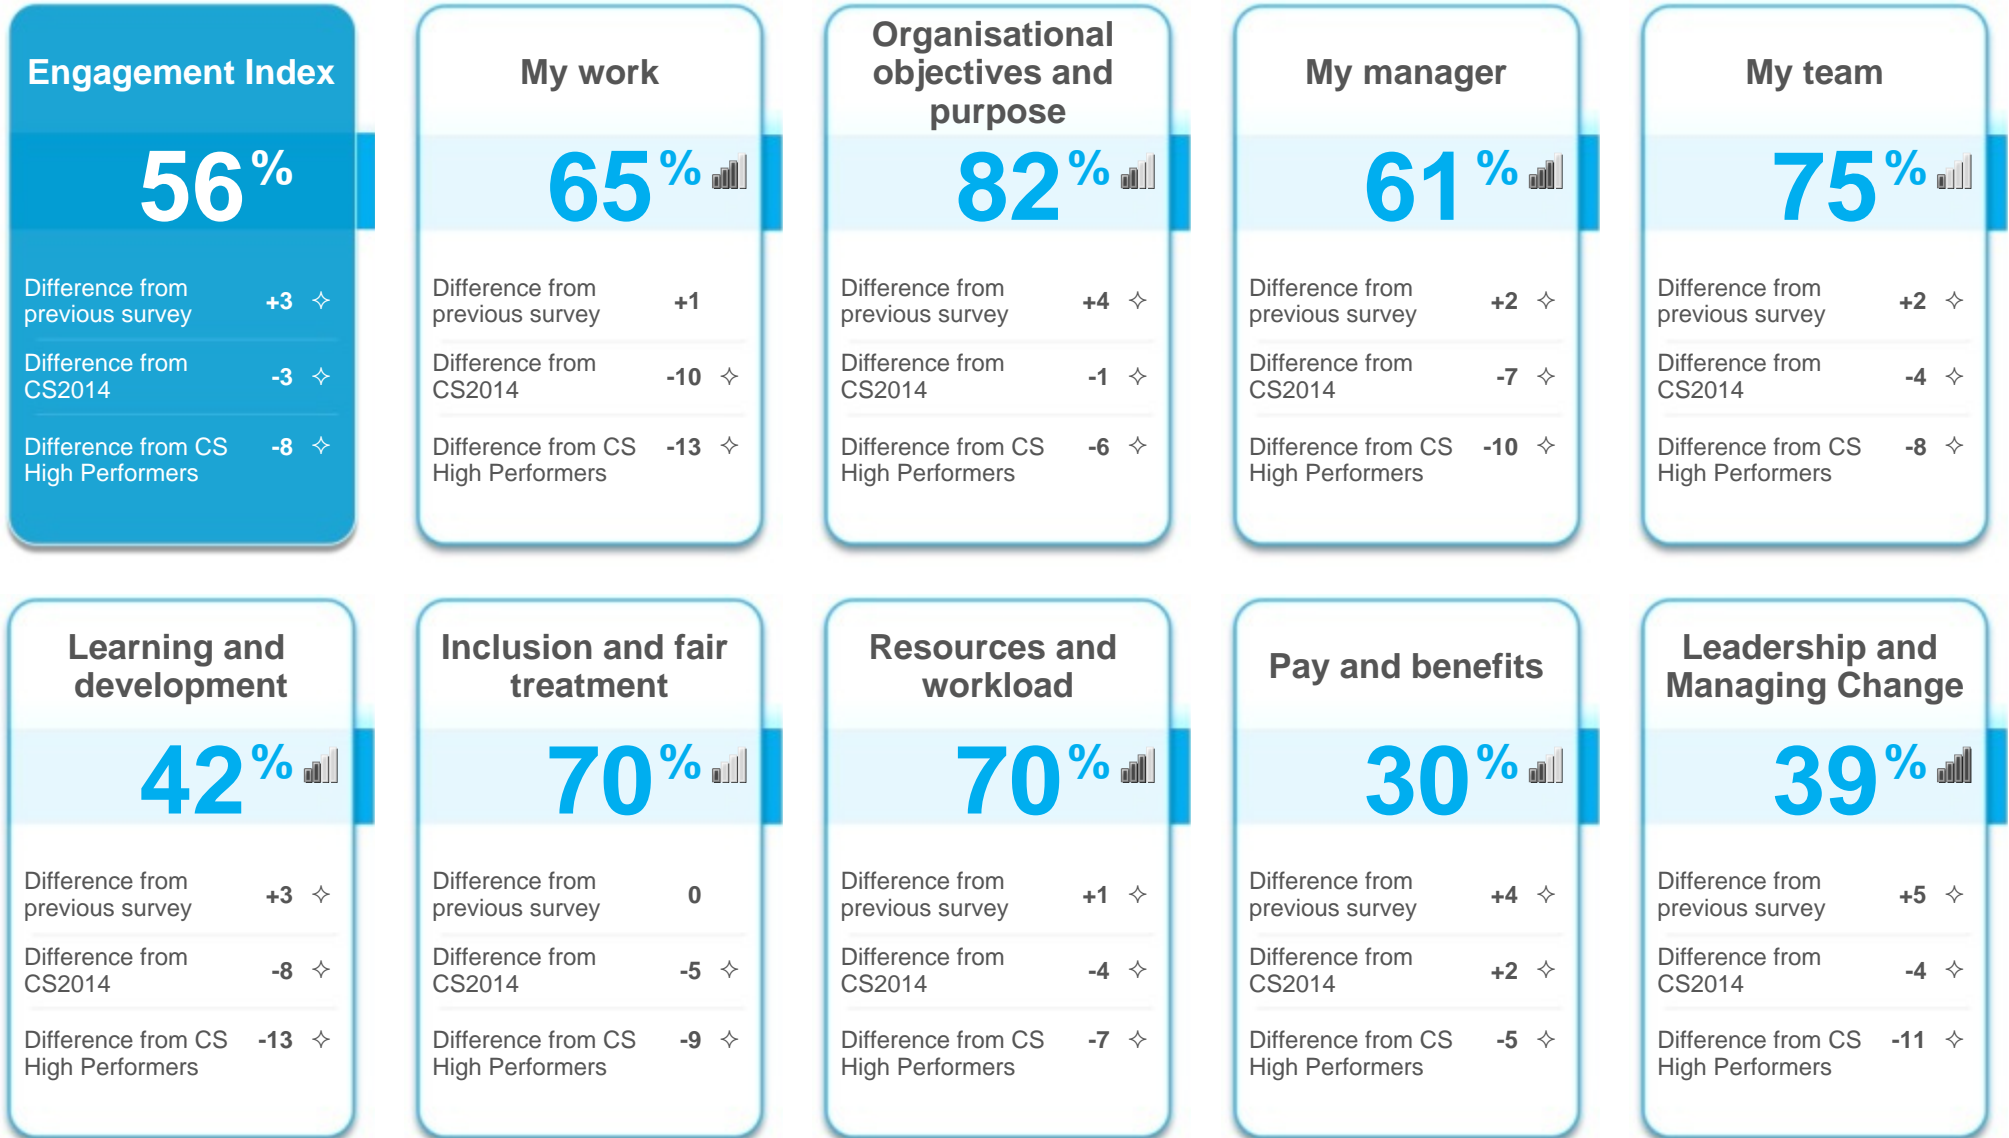 Engagement Index
56%
Difference from
previous survey +3 ✧
Difference from
CS2014 -3 ✧
Difference from CS -8 ✧
High Performers
My work
65%
Difference from
previous survey +1
Difference from
CS2014 -10 ✧
Difference from CS -13 ✧
High Performers
Organisational
objectives and
purpose
82%
Difference from
previous survey +4 ✧
Difference from
CS2014 -1 ✧
Difference from CS -6 ✧
High Performers
My manager
61%
Difference from
previous survey +2 ✧
Difference from
CS2014 -7 ✧
Difference from CS -10 ✧
High Performers
My team
75%
Difference from
previous survey +2 ✧
Difference from
CS2014 -4 ✧
Difference from CS -8 ✧
High Performers
Learning and
development
42%
Difference from
previous survey +3 ✧
Difference from
CS2014 -8 ✧
Difference from CS -13 ✧
High Performers
Inclusion and fair
treatment
70%
Difference from
previous survey 0
Difference from
CS2014 -5 ✧
Difference from CS -9 ✧
High Performers
Resources and
workload
70%
Difference from
previous survey +1 ✧
Difference from
CS2014 -4 ✧
Difference from CS -7 ✧
High Performers
Pay and benefits
30%
Difference from
previous survey +4 ✧
Difference from
CS2014 +2 ✧
Difference from CS -5 ✧
High Performers
Leadership and
Managing Change
39%
Difference from
previous survey +5 ✧
Difference from
CS2014 -4 ✧
Difference from CS -11 ✧
High Performers